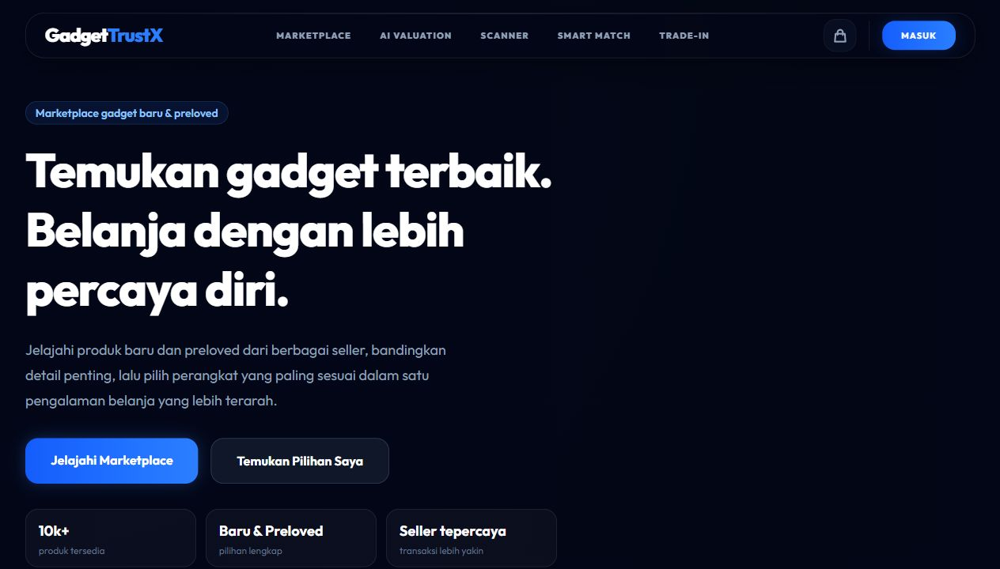 GadgetTrustX
MARKETPLACE
AI VALUATION
SCANNER
SMART MATCH
TRADE-IN
MASUK
Marketplace gadget baru & preloved
Temukan gadget terbaik.
Belanja dengan lebih
percaya diri.
Jelajahi produk baru dan preloved dari berbagai seller, bandingkan
detail penting, lalu pilih perangkat yang paling sesuai dalam satu
pengalaman belanja yang lebih terarah.
Jelajahi Marketplace
Temukan Pilihan Saya
10k+
produk tersedia
Baru & Preloved
pilihan lengkap
Seller tepercaya
transaksi lebih yakin